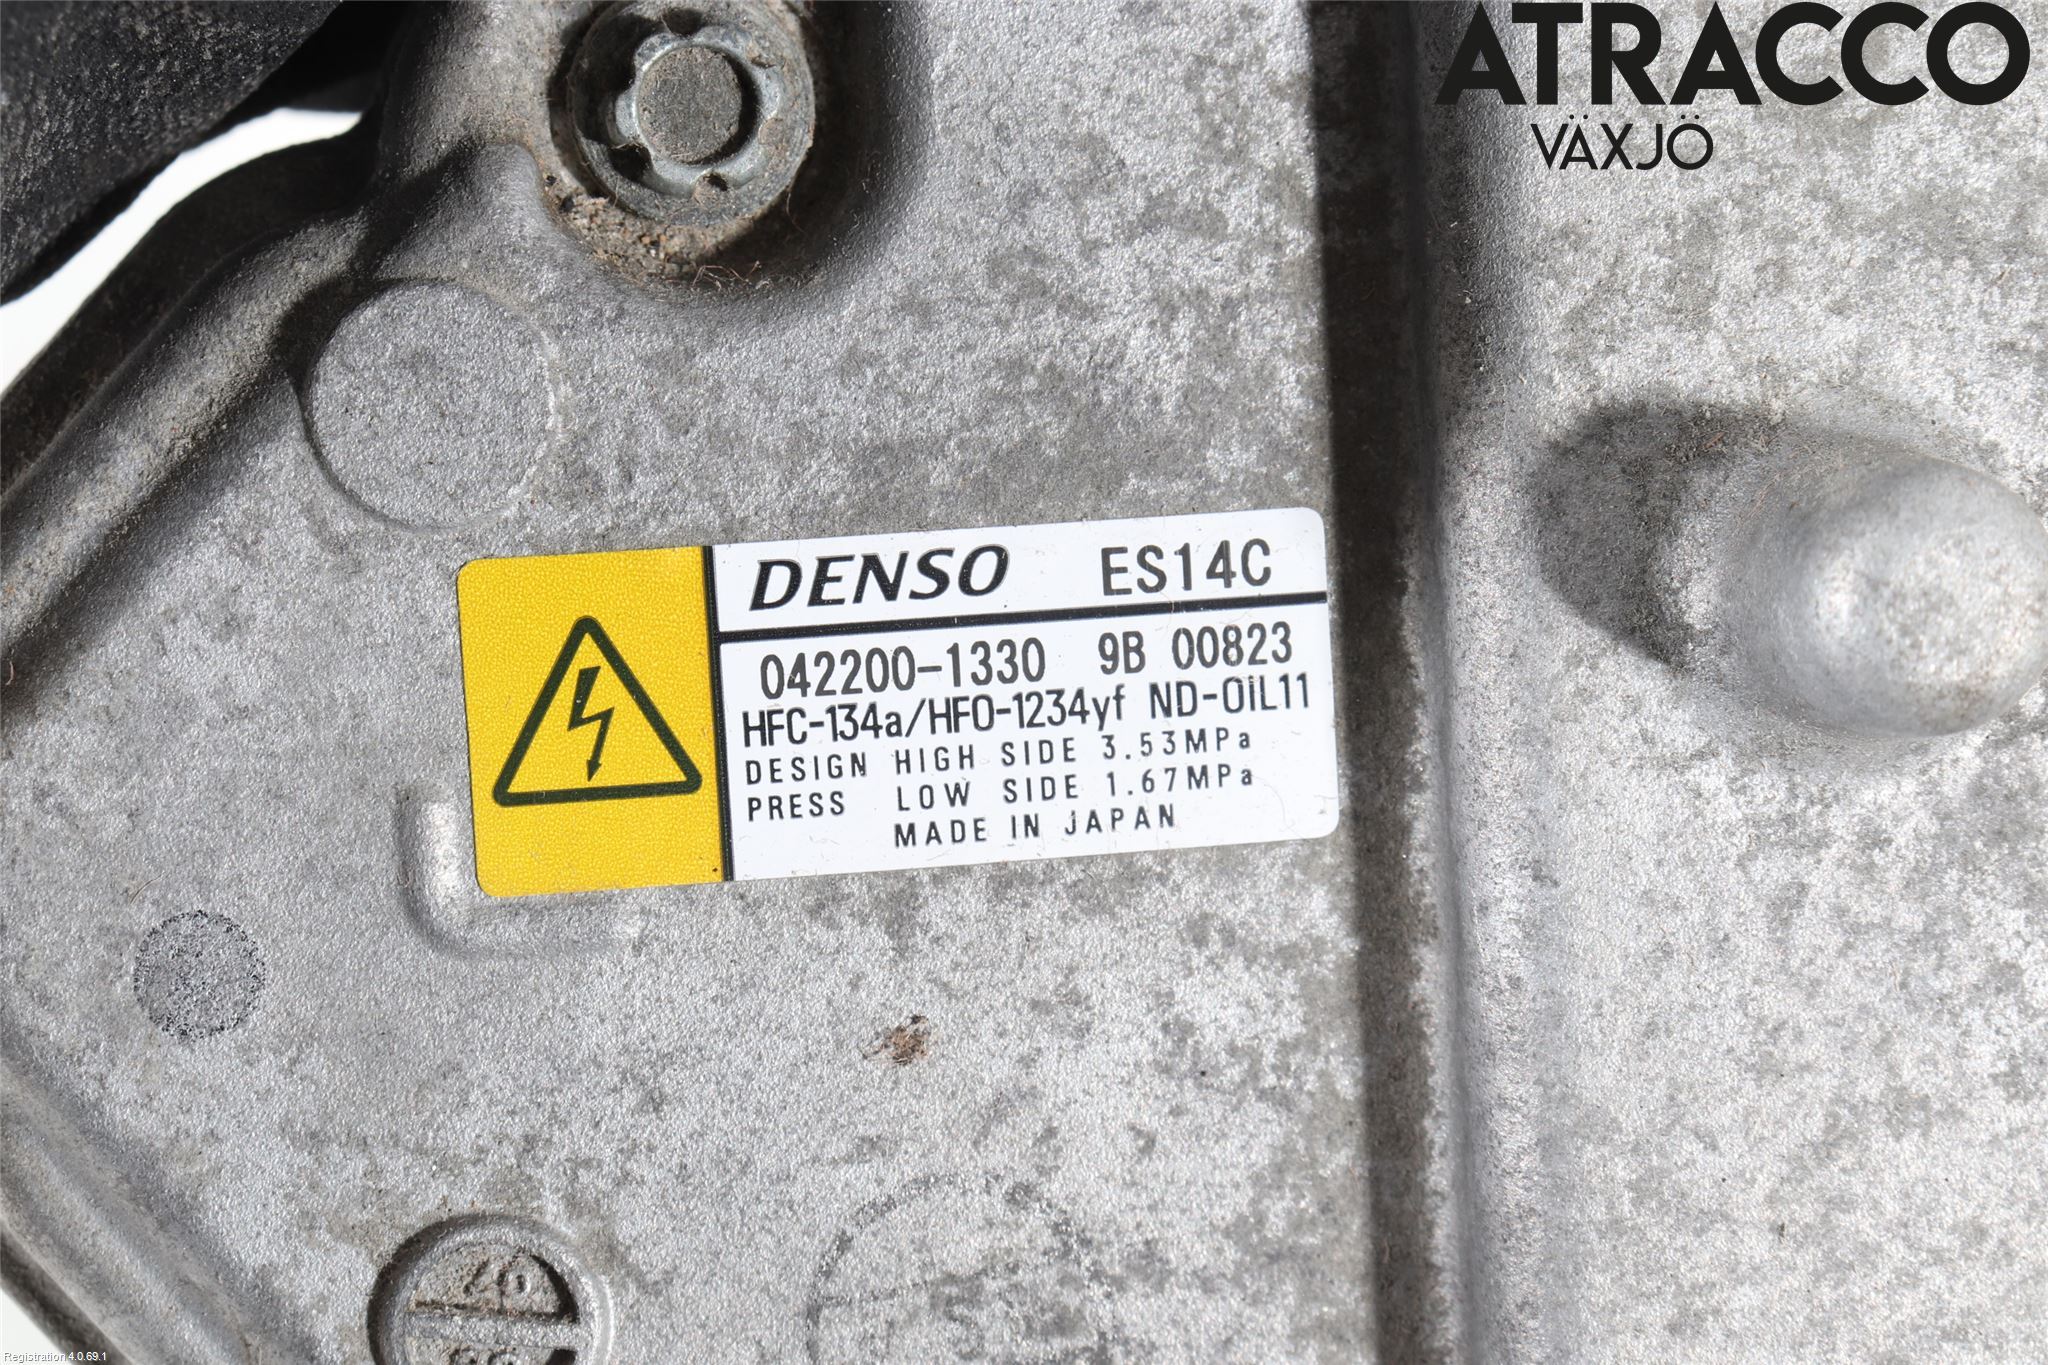 ATRACCO
VÄXJÖ
DENSO ES14C
042200-1330 9B 00823
HFC-134a/HFO-1234yf ND-OIL11
DESIGN HIGH SIDE 3.53MPa
PRESS LOW SIDE 1.67MPa
MADE IN JAPAN
Registration 4.0.69.1